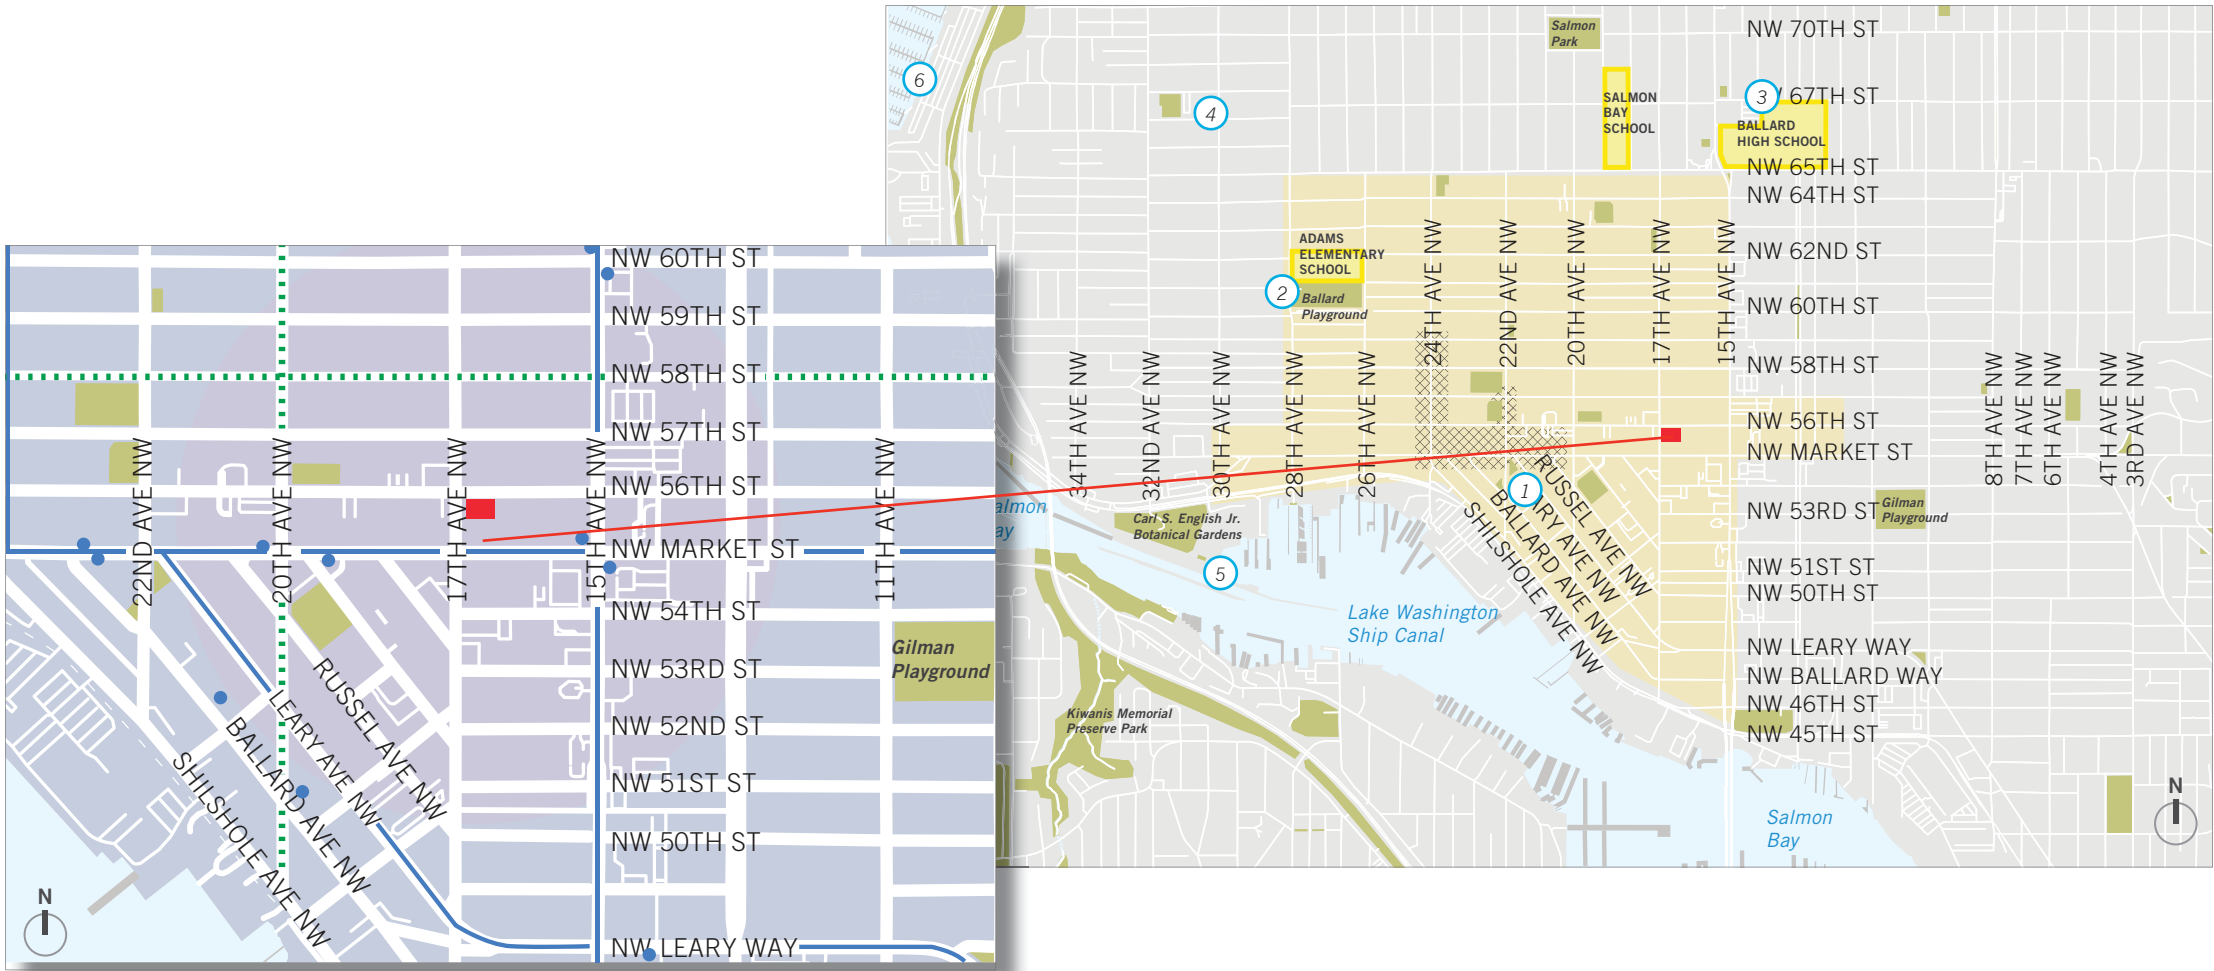 6
4
Salmon
Park
SALMON
BAY
SCHOOL
3
BALLARD
HIGH SCHOOL
NW 70TH ST
67TH ST
NW 65TH ST
NW 64TH ST
NW 62ND ST
NW 60TH ST
NW 58TH ST
NW 56TH ST
NW MARKET ST
NW 53RD ST
NW 51ST ST
NW 50TH ST
NW LEARY WAY
NW BALLARD WAY
NW 46TH ST
NW 45TH ST
ADAMS
ELEMENTARY
SCHOOL
2
Ballard
Playground
24TH AVE NW
22ND AVE NW
20TH AVE NW
17TH AVE NW
15TH AVE NW
34TH AVE NW
32ND AVE NW
30TH AVE NW
28TH AVE NW
26TH AVE NW
8TH AVE NW
7TH AVE NW
6TH AVE NW
4TH AVE NW
3RD AVE NW
1
RUSSEL AVE NW
ARY AVE NW
BALLARD AVE NW
SHILSHOLE AVE NW
Gilman
Playground
almon
ay
Carl S. English Jr.
Botanical Gardens
5
Lake Washington
Ship Canal
Kiwanis Memorial
Preserve Park
Salmon
Bay
N
NW 60TH ST
NW 59TH ST
NW 58TH ST
NW 57TH ST
NW 56TH ST
NW MARKET ST
NW 54TH ST
NW 53RD ST
NW 52ND ST
NW 51ST ST
NW 50TH ST
NW LEARY WAY
22ND AVE NW
20TH AVE NW
17TH AVE NW
15TH AVE NW
11TH AVE NW
Gilman
Playground
RUSSEL AVE NW
LEARY AVE NW
BALLARD AVE NW
SHILSHOLE AVE NW
N